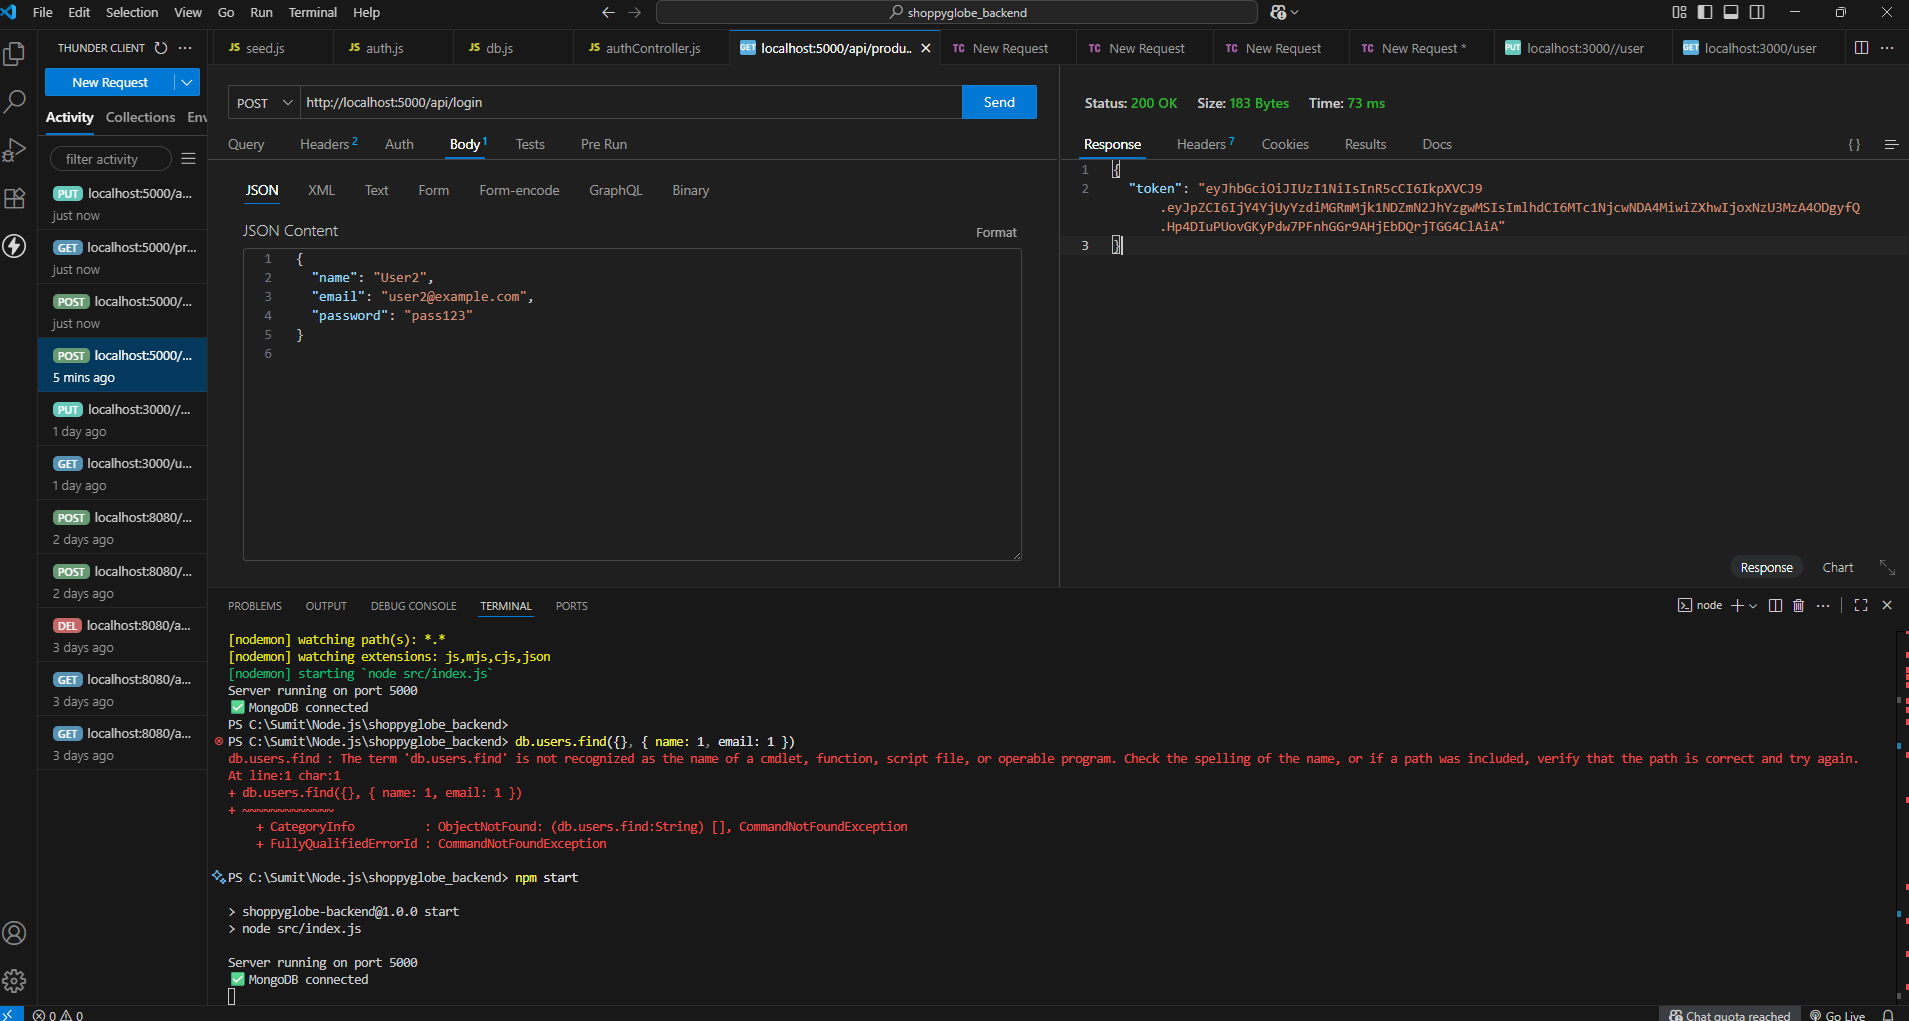 File Edit Selection View Go Run Terminal Help
shoppyglobe_backend
THUNDER CLIENT
JS seed.js
JS auth.js
JS db.js
JS authController.js
GET localhost:5000/api/produ...
TC New Request
TC New Request
TC New Request
TC New Request *
PUT localhost:3000//user
GET localhost:3000/user
New Request
Activity Collections Env
filter activity
PUT localhost:5000/a...
just now
GET localhost:5000/pr...
just now
POST localhost:5000/...
just now
POST localhost:5000/...
5 mins ago
PUT localhost:3000//...
1 day ago
GET localhost:3000/u...
1 day ago
POST localhost:8080/...
2 days ago
POST localhost:8080/...
2 days ago
DEL localhost:8080/a...
3 days ago
GET localhost:8080/a...
3 days ago
GET localhost:8080/a...
3 days ago
POST http://localhost:5000/api/login Send
Query Headers 2 Auth Body 1 Tests Pre Run
JSON XML Text Form Form-encode GraphQL Binary
JSON Content Format
1 {
2 "name": "User2",
3 "email": "user2@example.com",
4 "password": "pass123"
5 }
6
Status: 200 OK Size: 183 Bytes Time: 73 ms
Response Headers 7 Cookies Results Docs {}
1 {
2 "token": "eyJhbGciOiJIUzI1NiIsInR5cCI6IkpXVCJ9
.eyJpZCI6IjY4YjUyYzdiMGRmMjk1NDZmN2JhYzgwMSIsImlhdCI6MTc1NjcwNDA4MiwiZXhwIjoxNzU3MzA4ODgyfQ
.Hp4DIuPUovGKyPdw7PFnhGGr9AHjEbDQrjTGG4ClAiA"
3 }
Response Chart
PROBLEMS OUTPUT DEBUG CONSOLE TERMINAL PORTS
node
[nodemon] watching path(s): *.*
[nodemon] watching extensions: js,mjs,cjs,json
[nodemon] starting `node src/index.js`
Server running on port 5000
✅ MongoDB connected
PS C:\Sumit\Node.js\shoppyglobe_backend>
PS C:\Sumit\Node.js\shoppyglobe_backend> db.users.find({}, { name: 1, email: 1 })
db.users.find : The term 'db.users.find' is not recognized as the name of a cmdlet, function, script file, or operable program. Check the spelling of the name, or if a path was included, verify that the path is correct and try again.
At line:1 char:1
+ db.users.find({}, { name: 1, email: 1 })
+ ~~~~~~~~~~~~~
+ CategoryInfo : ObjectNotFound: (db.users.find:String) [], CommandNotFoundException
+ FullyQualifiedErrorId : CommandNotFoundException
PS C:\Sumit\Node.js\shoppyglobe_backend> npm start
> shoppyglobe-backend@1.0.0 start
> node src/index.js
Server running on port 5000
✅ MongoDB connected
0 0
Chat quota reached Go Live